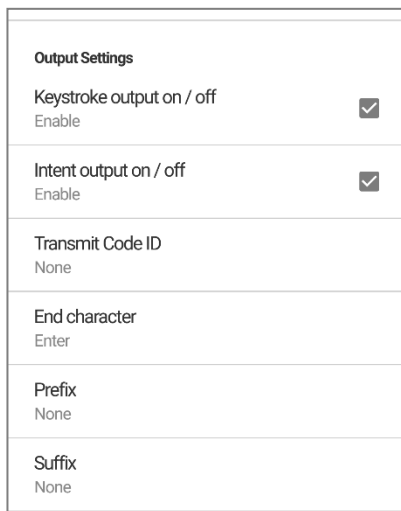 Output Settings
Keystroke output on / off
Enable
Intent output on / off
Enable
Transmit Code ID
None
End character
Enter
Prefix
None
Suffix
None